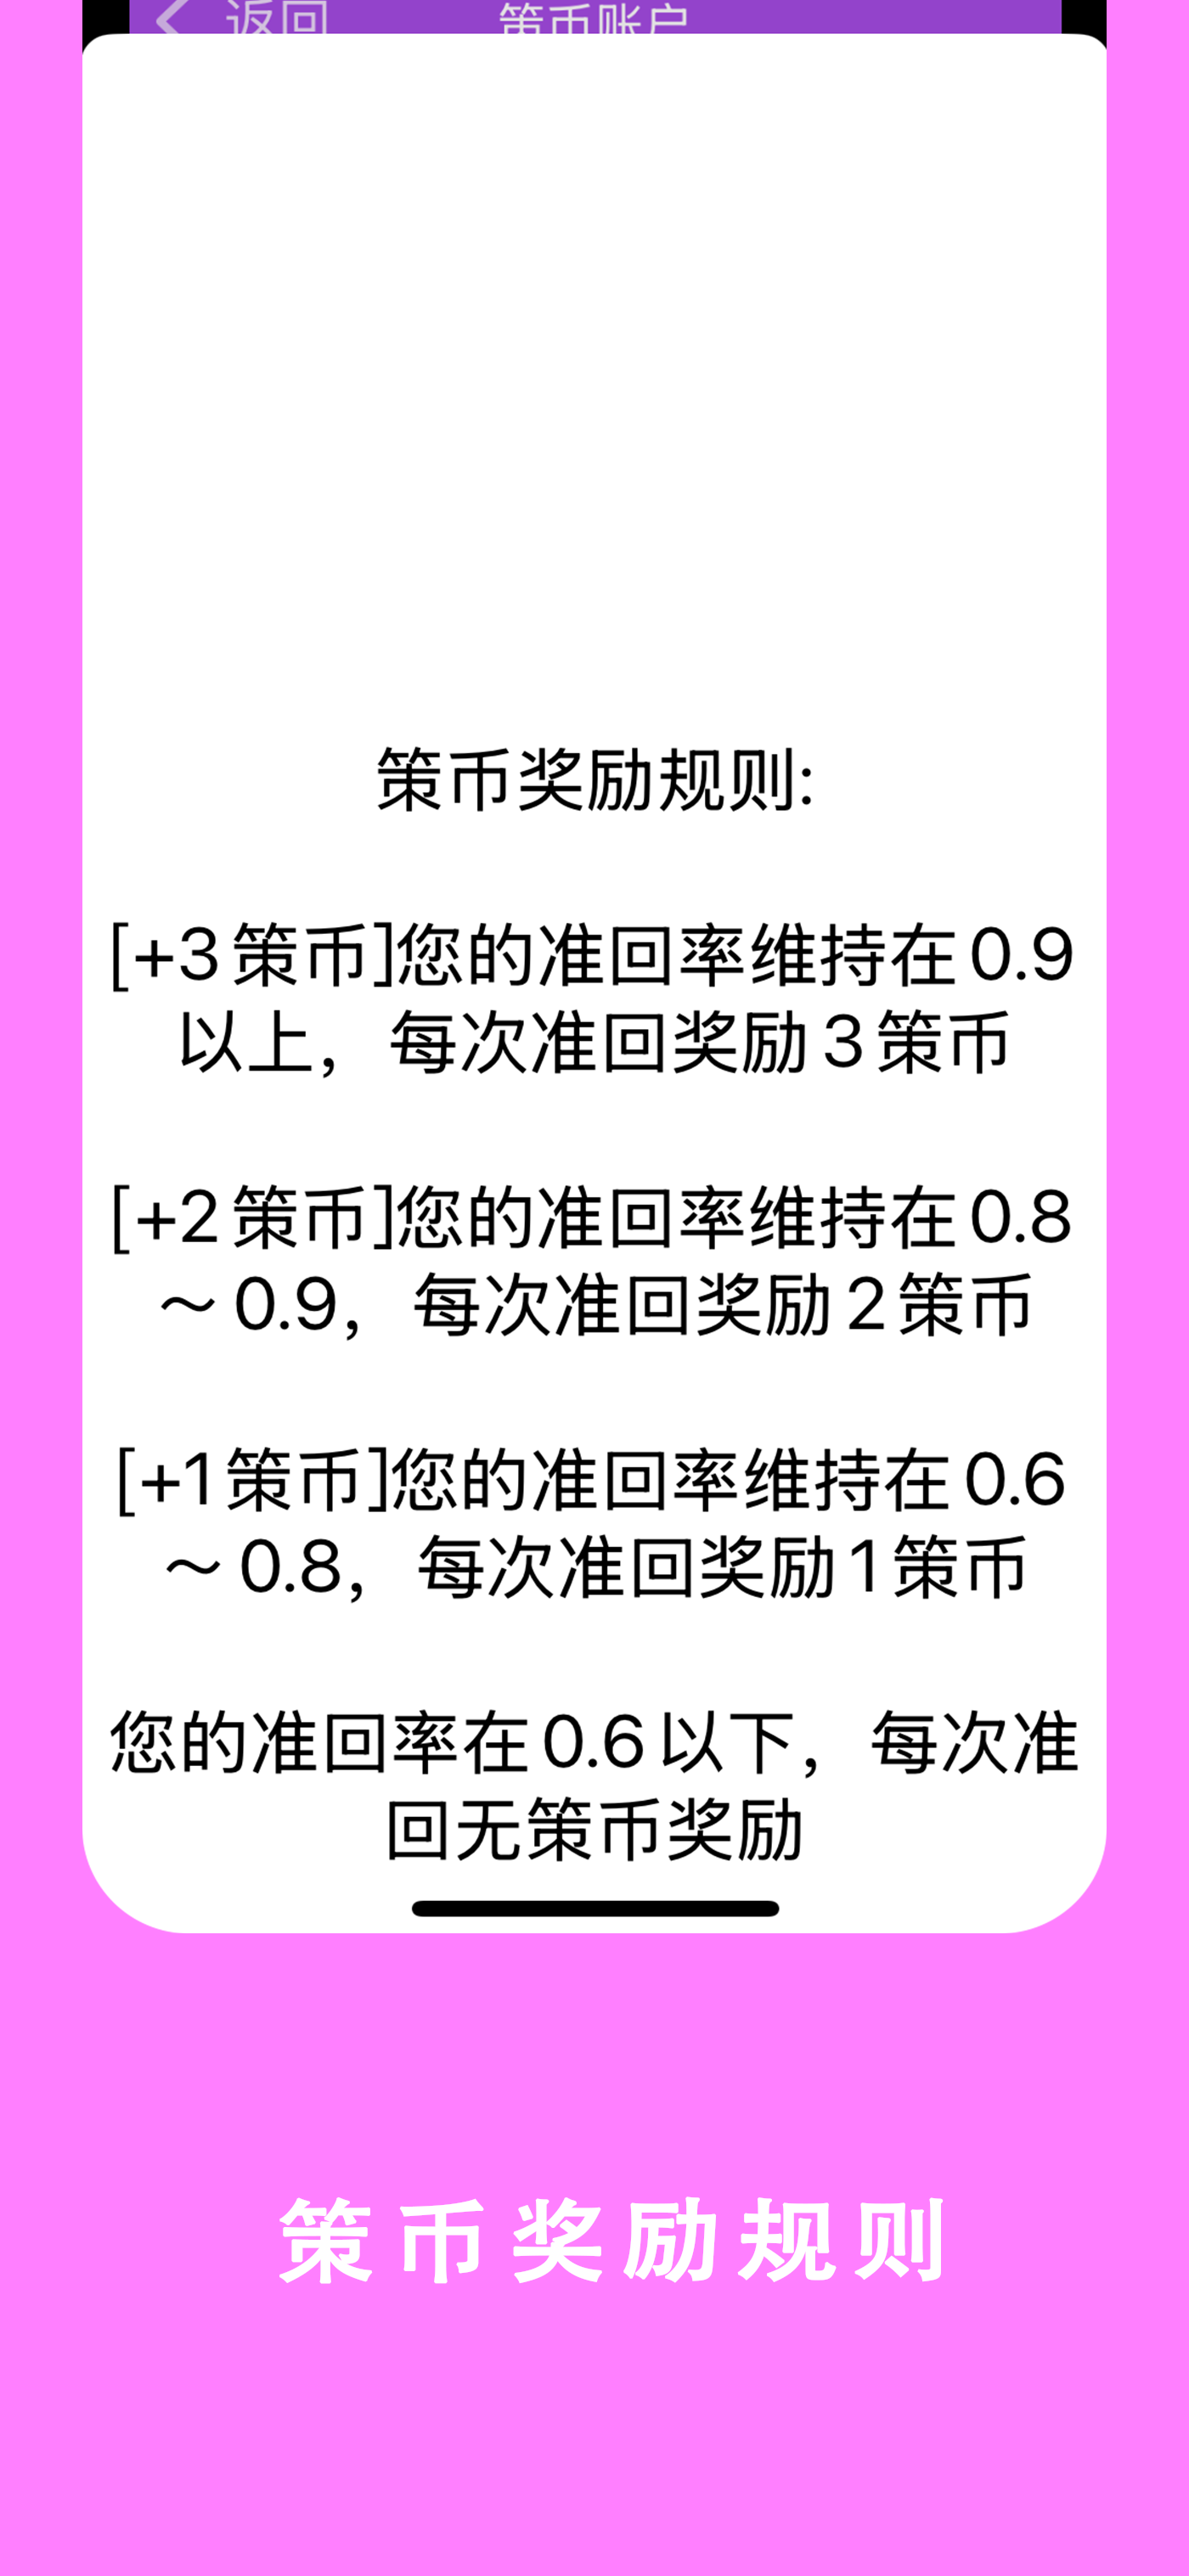 返回 策币账户
策币奖励规则:
[+3策币]您的准回率维持在0.9
以上，每次准回奖励3策币
[+2策币]您的准回率维持在0.8
～0.9，每次准回奖励2策币
[+1策币]您的准回率维持在0.6
～0.8，每次准回奖励1策币
您的准回率在0.6以下，每次准
回无策币奖励
策币奖励规则